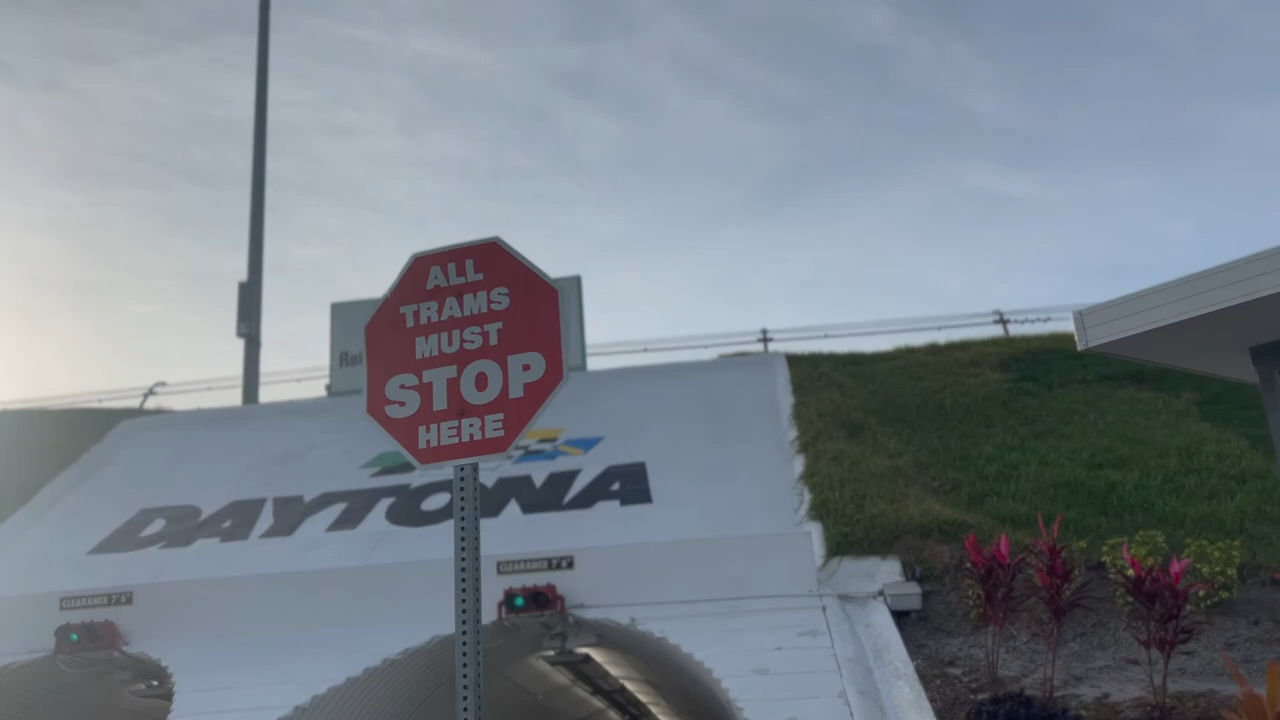 ALL
TRAMS
MUST
STOP
HERE
DAYTONA
CLEARANCE 7'6"
CLEARANCE 7'6"